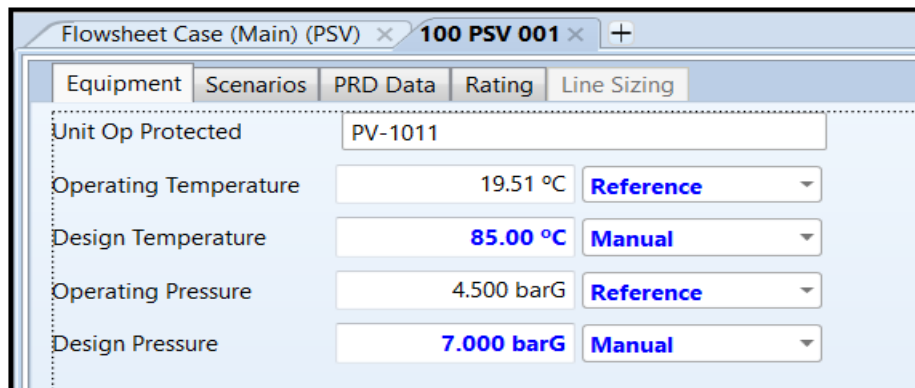 Flowsheet Case (Main) (PSV) × 100 PSV 001 × +
Equipment Scenarios PRD Data Rating Line Sizing
Unit Op Protected PV-1011
Operating Temperature 19.51 ºC Reference
Design Temperature 85.00 ºC Manual
Operating Pressure 4.500 barG Reference
Design Pressure 7.000 barG Manual